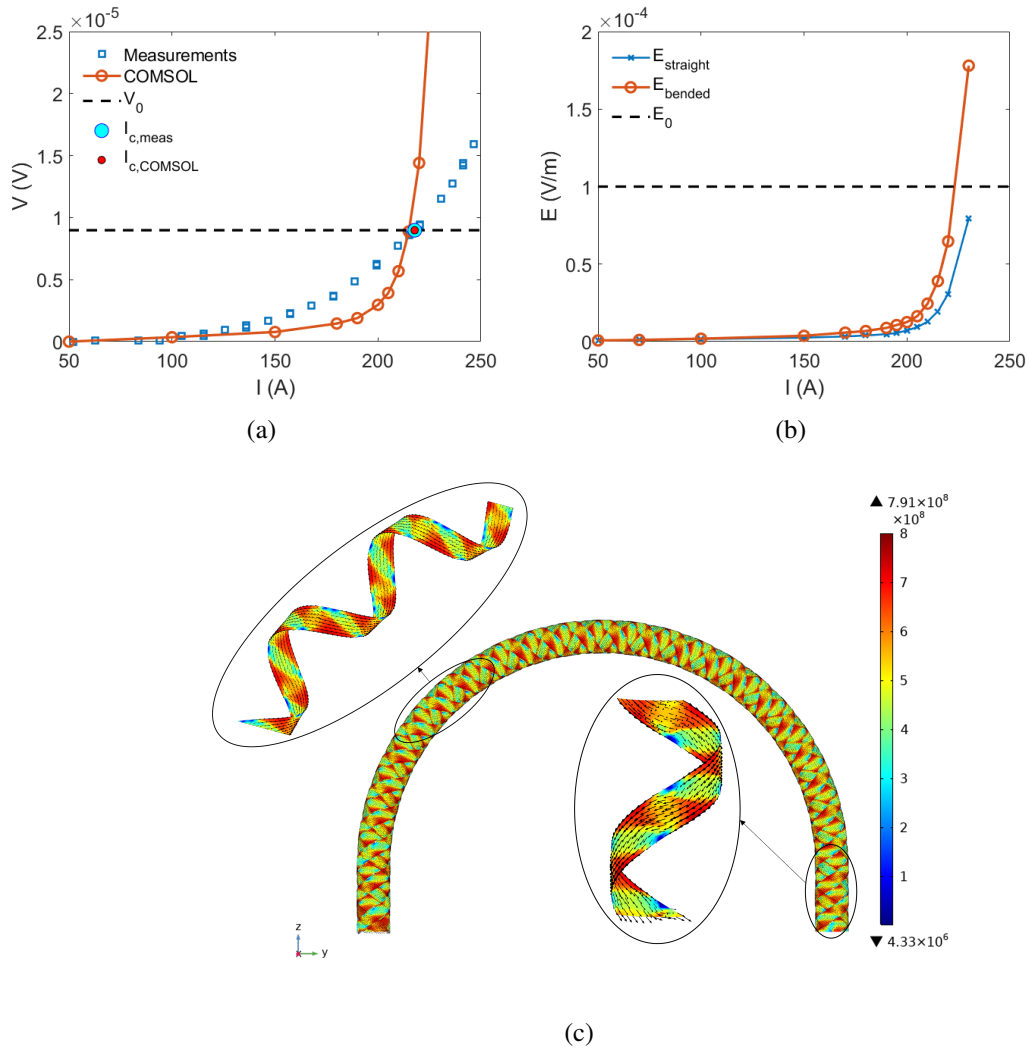 ×10⁻⁵
2.5
2
1.5
1
0.5
0
V (V)
Measurements
COMSOL
V₀
I_c,meas
I_c,COMSOL
50 100 150 200 250
I (A)
(a)
×10⁻⁴
2
1.5
1
0.5
0
E (V/m)
E_straight
E_bended
E₀
50 100 150 200 250
I (A)
(b)
▲ 7.91×10⁸
×10⁸
8
7
6
5
4
3
2
1
▼ 4.33×10⁶
z
x
y
(c)